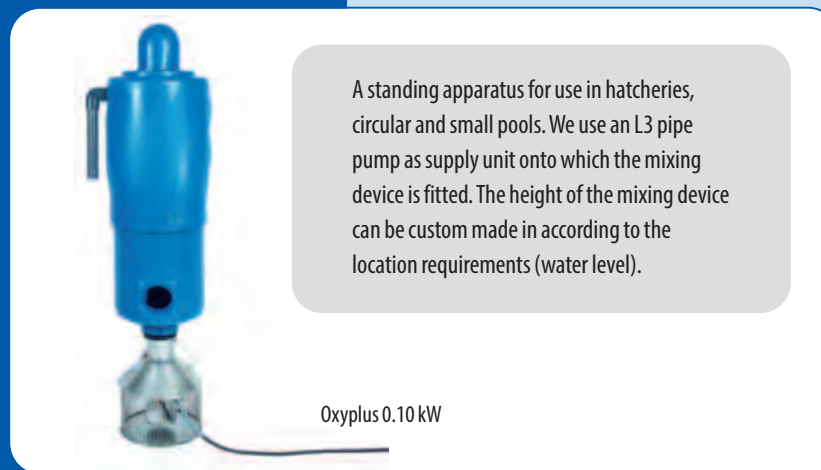 A standing apparatus for use in hatcheries,
circular and small pools. We use an L3 pipe
pump as supply unit onto which the mixing
device is fitted. The height of the mixing device
can be custom made in according to the
location requirements (water level).
Oxyplus 0.10 kW